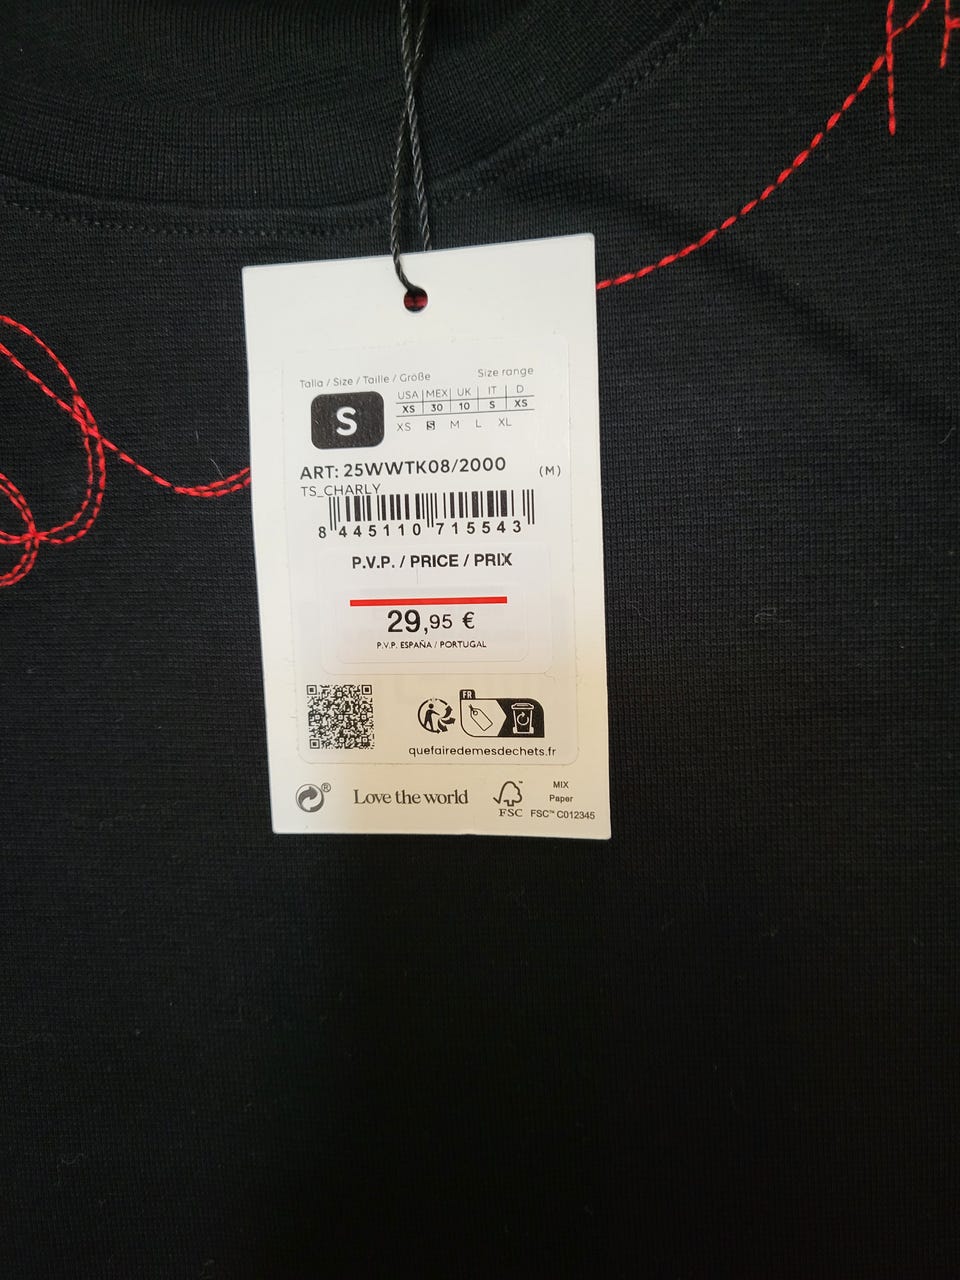 Talla / Size / Taille / Größe Size range
S
USA MEX UK IT D
XS 30 10 S XS
XS S M L XL
ART: 25WWTK08/2000 (M)
TS_CHARLY
8 445110 715543
P.V.P. / PRICE / PRIX
29,95 €
P.V.P. ESPAÑA / PORTUGAL
FR
quefairedemesdechets.fr
® Love the world FSC™
MIX
Paper
FSC™ C012345